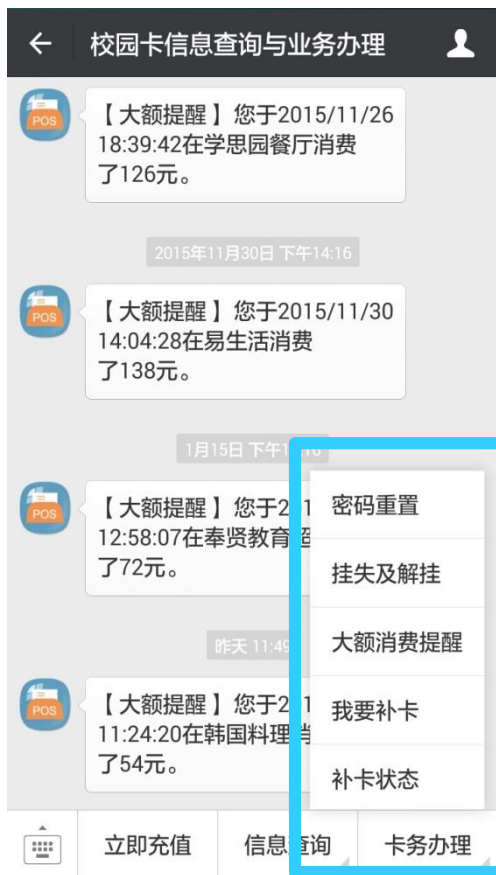 校园卡信息查询与业务办理
POS
【大额提醒】您于2015/11/26
18:39:42在学思园餐厅消费
了126元。
2015年11月30日 下午14:16
POS
【大额提醒】您于2015/11/30
14:04:28在易生活消费
了138元。
1月15日 下午1
POS
【大额提醒】您于2 1
12:58:07在奉贤教育超
了72元。
昨天 11:49
POS
【大额提醒】您于2 1
11:24:20在韩国料理消
了54元。
密码重置
挂失及解挂
大额消费提醒
我要补卡
补卡状态
立即充值
信息查询
卡务办理